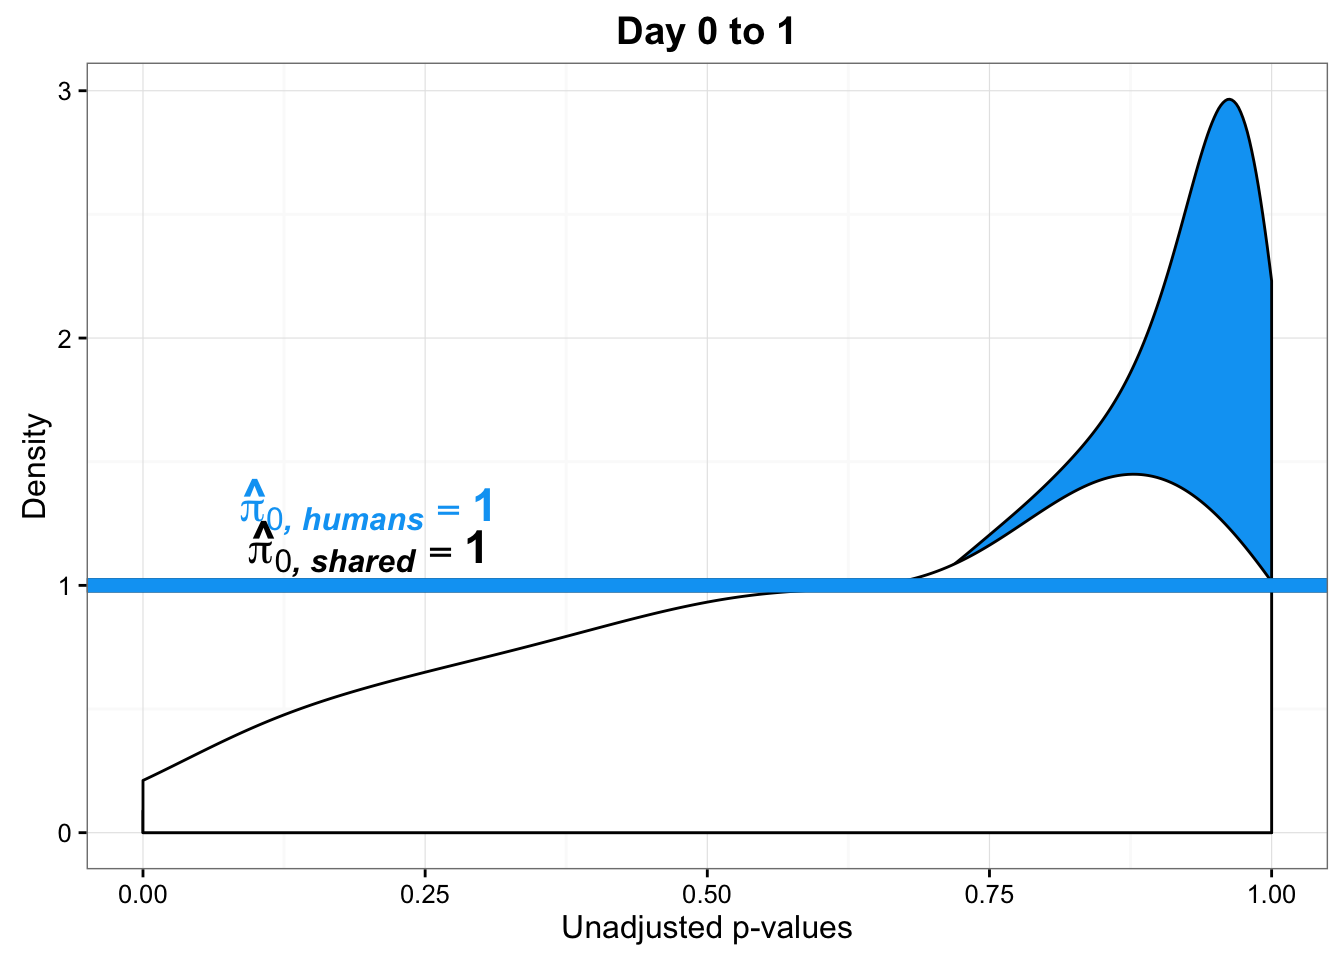 Day 0 to 1
3
2
1
0
Density
π̂0, humans = 1
π̂0, shared = 1
0.00 0.25 0.50 0.75 1.00
Unadjusted p-values